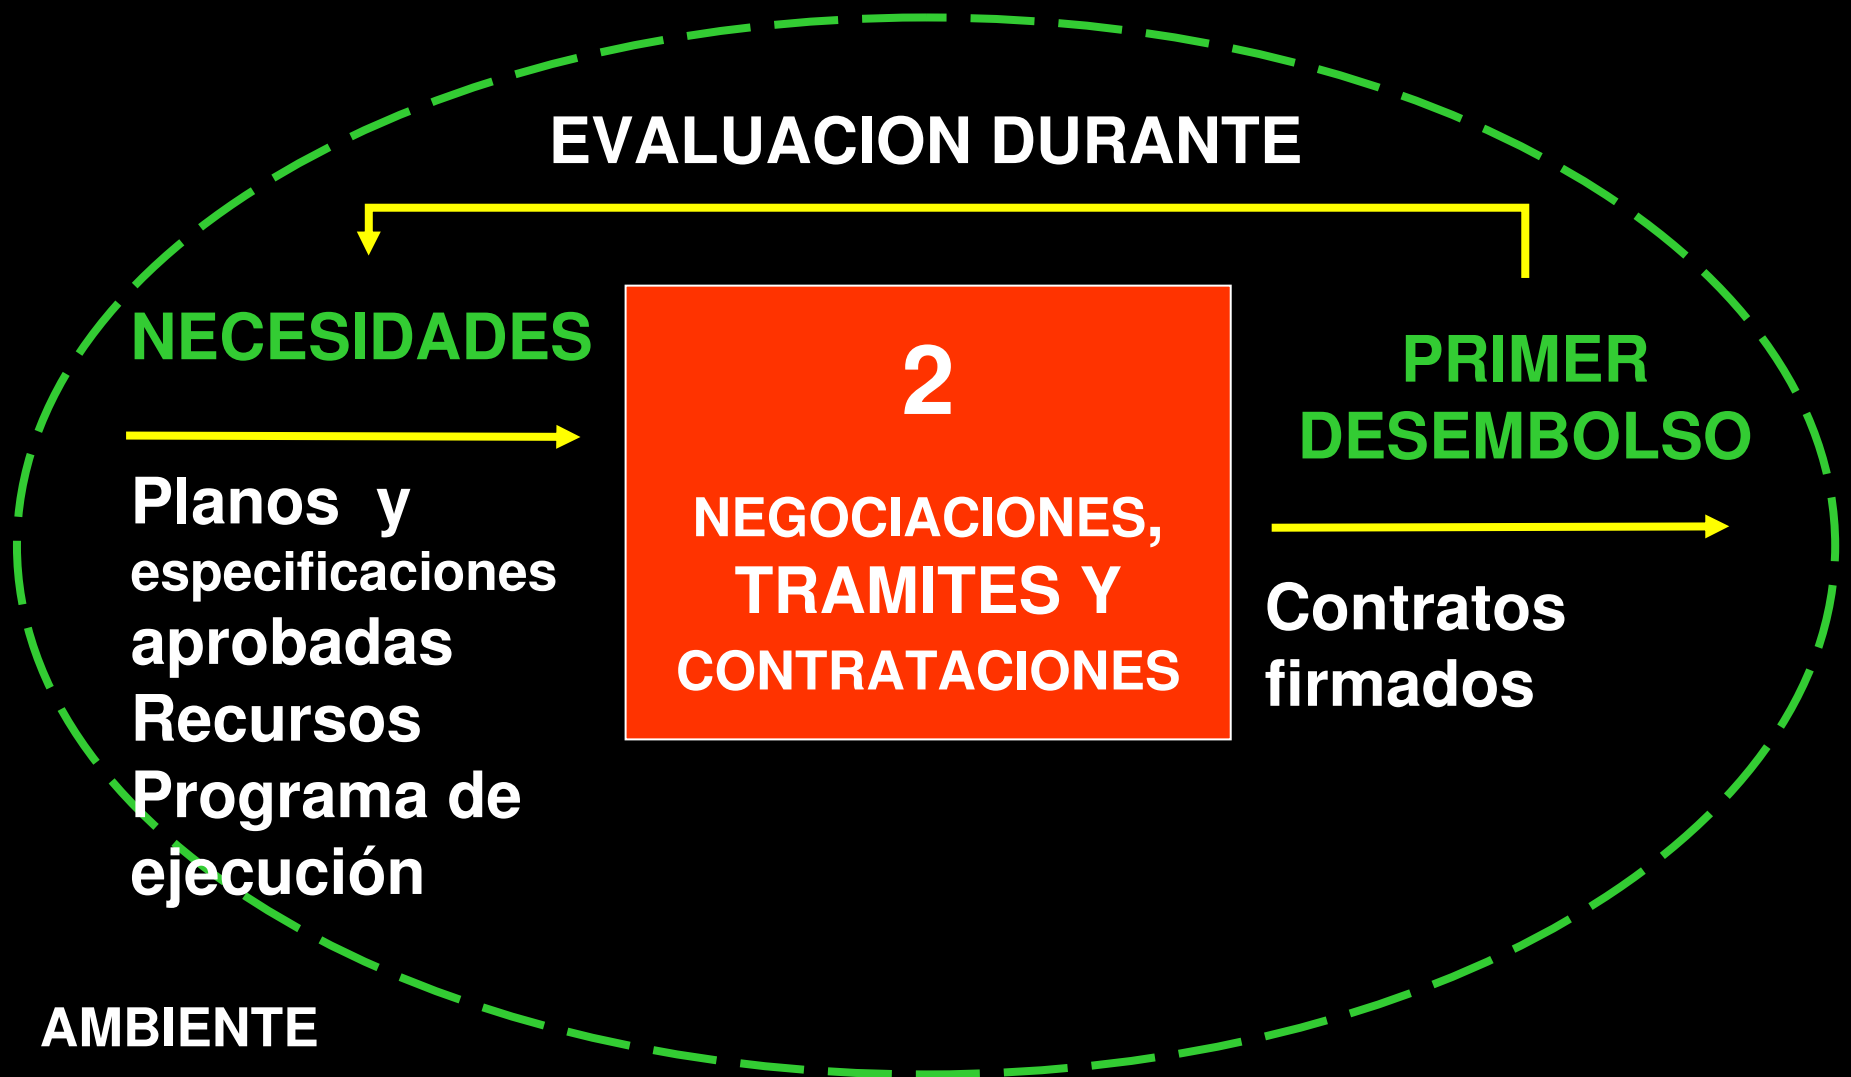 EVALUACION DURANTE
NECESIDADES
Planos y
especificaciones
aprobadas
Recursos
Programa de
ejecución
2
NEGOCIACIONES,
TRAMITES Y
CONTRATACIONES
PRIMER
DESEMBOLSO
Contratos
firmados
AMBIENTE